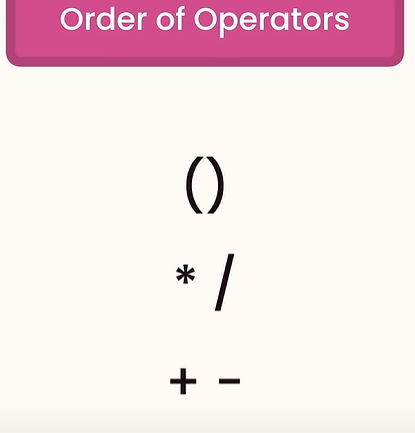 Order of Operators
()
* /
+ −